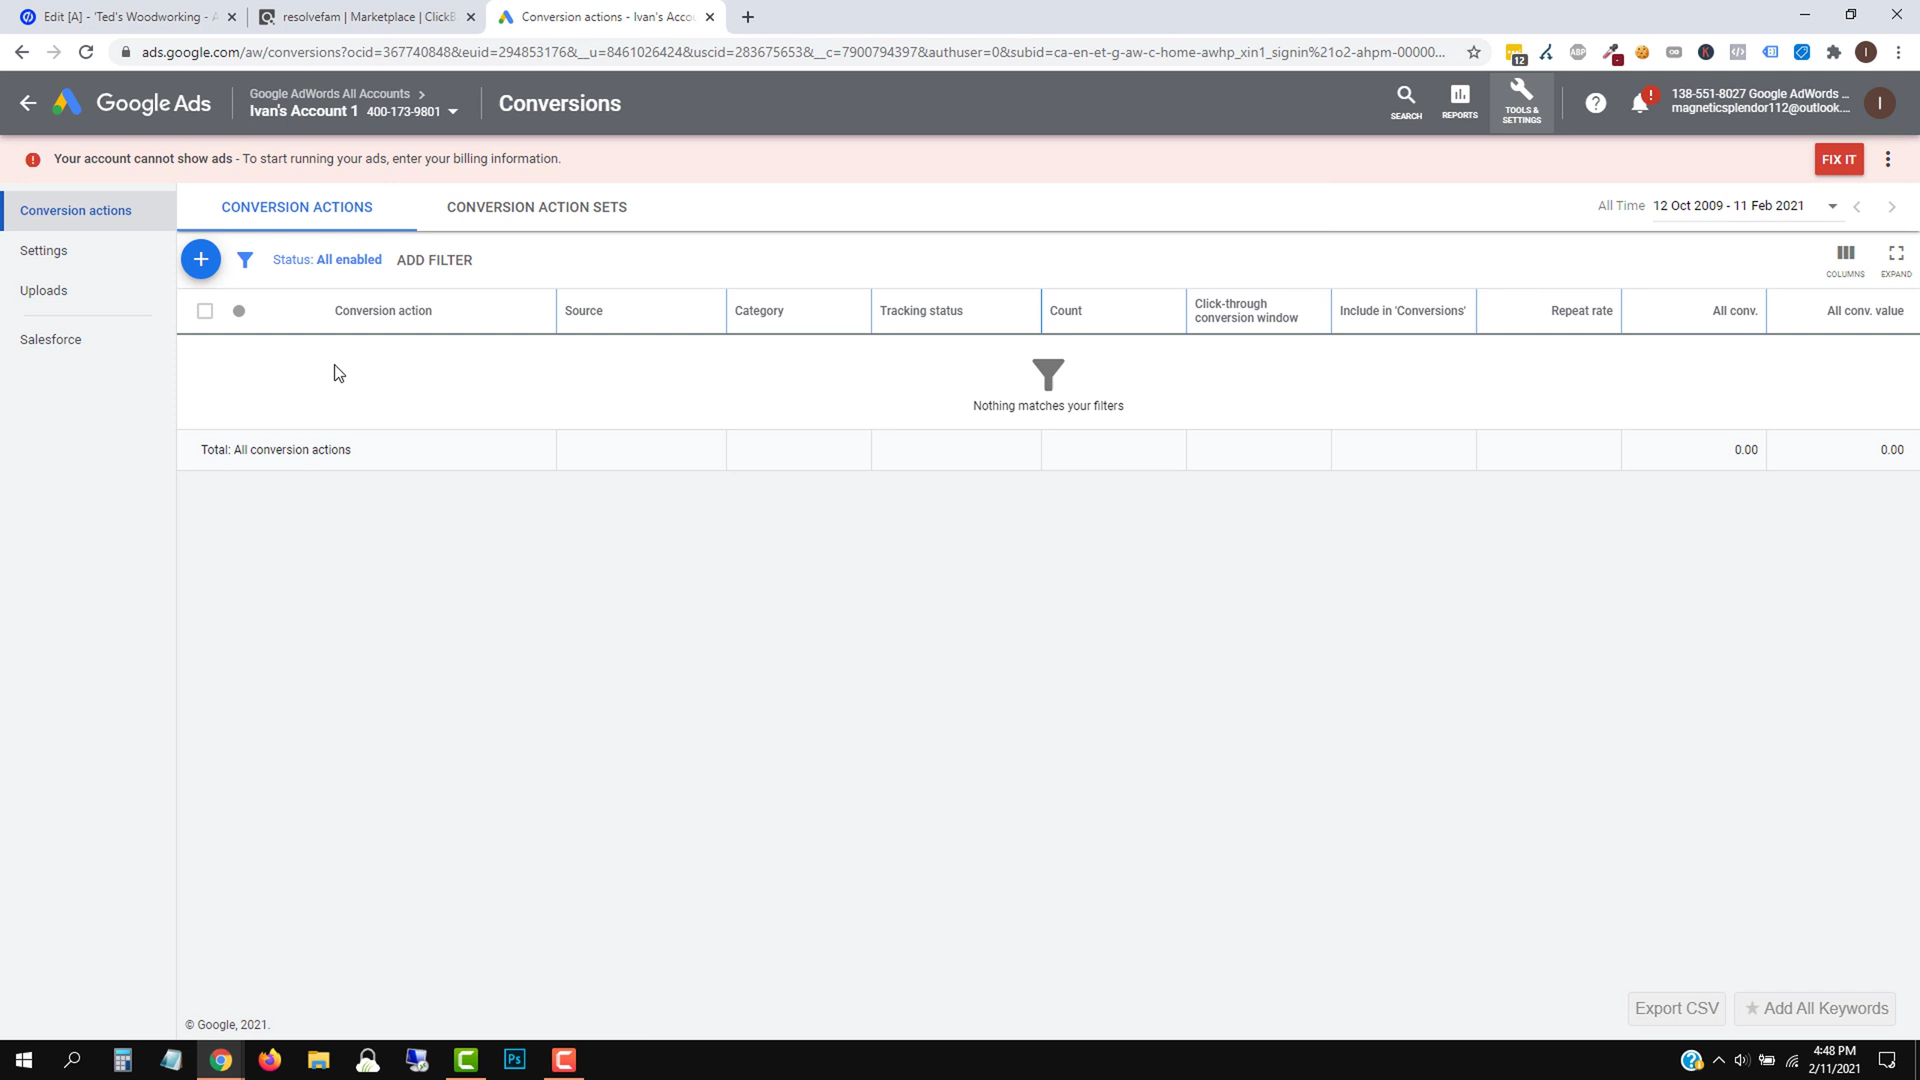 Edit [A] - 'Ted's Woodworking - A
resolvefam | Marketplace | ClickB
Conversion actions - Ivan's Acco
ads.google.com/aw/conversions?ocid=367740848&euid=294853176&__u=8461026424&uscid=283675653&__c=7900794397&authuser=0&subid=ca-en-et-g-aw-c-home-awhp_xin1_signin%21o2-ahpm-00000...
12
ABP
K
I
Google Ads
Google AdWords All Accounts >
Ivan's Account 1 400-173-9801
Conversions
SEARCH
REPORTS
TOOLS & SETTINGS
138-551-8027 Google AdWords ...
magneticsplendor112@outlook....
I
Your account cannot show ads - To start running your ads, enter your billing information.
FIX IT
Conversion actions
Settings
Uploads
Salesforce
CONVERSION ACTIONS
CONVERSION ACTION SETS
All Time 12 Oct 2009 - 11 Feb 2021
Status: All enabled
ADD FILTER
COLUMNS
EXPAND
Conversion action
Source
Category
Tracking status
Count
Click-through
conversion window
Include in 'Conversions'
Repeat rate
All conv.
All conv. value
Nothing matches your filters
Total: All conversion actions
0.00
0.00
Export CSV
Add All Keywords
© Google, 2021.
Ps
4:48 PM
2/11/2021